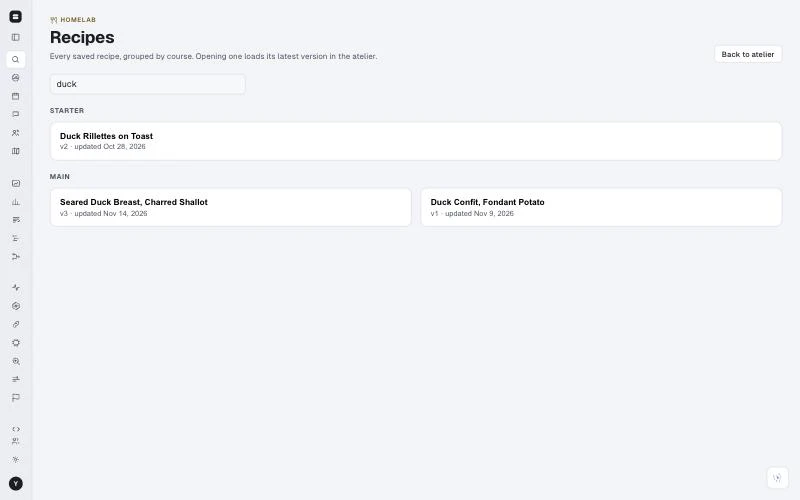 HOMELAB
Recipes
Every saved recipe, grouped by course. Opening one loads its latest version in the atelier.
Back to atelier
duck
STARTER
Duck Rillettes on Toast
v2 · updated Oct 28, 2026
MAIN
Seared Duck Breast, Charred Shallot
v3 · updated Nov 14, 2026
Duck Confit, Fondant Potato
v1 · updated Nov 9, 2026
Y